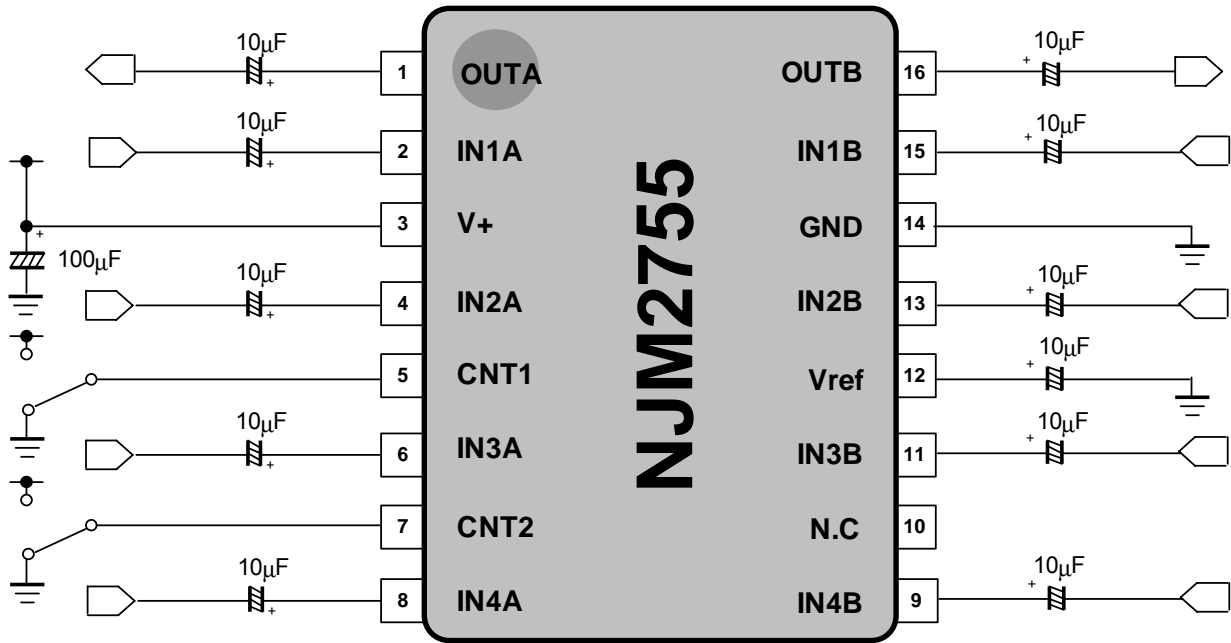 10μF
1
OUTA
OUTB
16
+
10μF
+
10μF
2
IN1A
IN1B
15
+
10μF
+
3
V+
GND
14
+
100μF
10μF
4
IN2A
IN2B
13
+
10μF
+
5
CNT1
Vref
12
+
10μF
10μF
6
IN3A
IN3B
11
+
10μF
+
7
CNT2
N.C
10
10μF
8
IN4A
IN4B
9
+
10μF
+
NJM2755